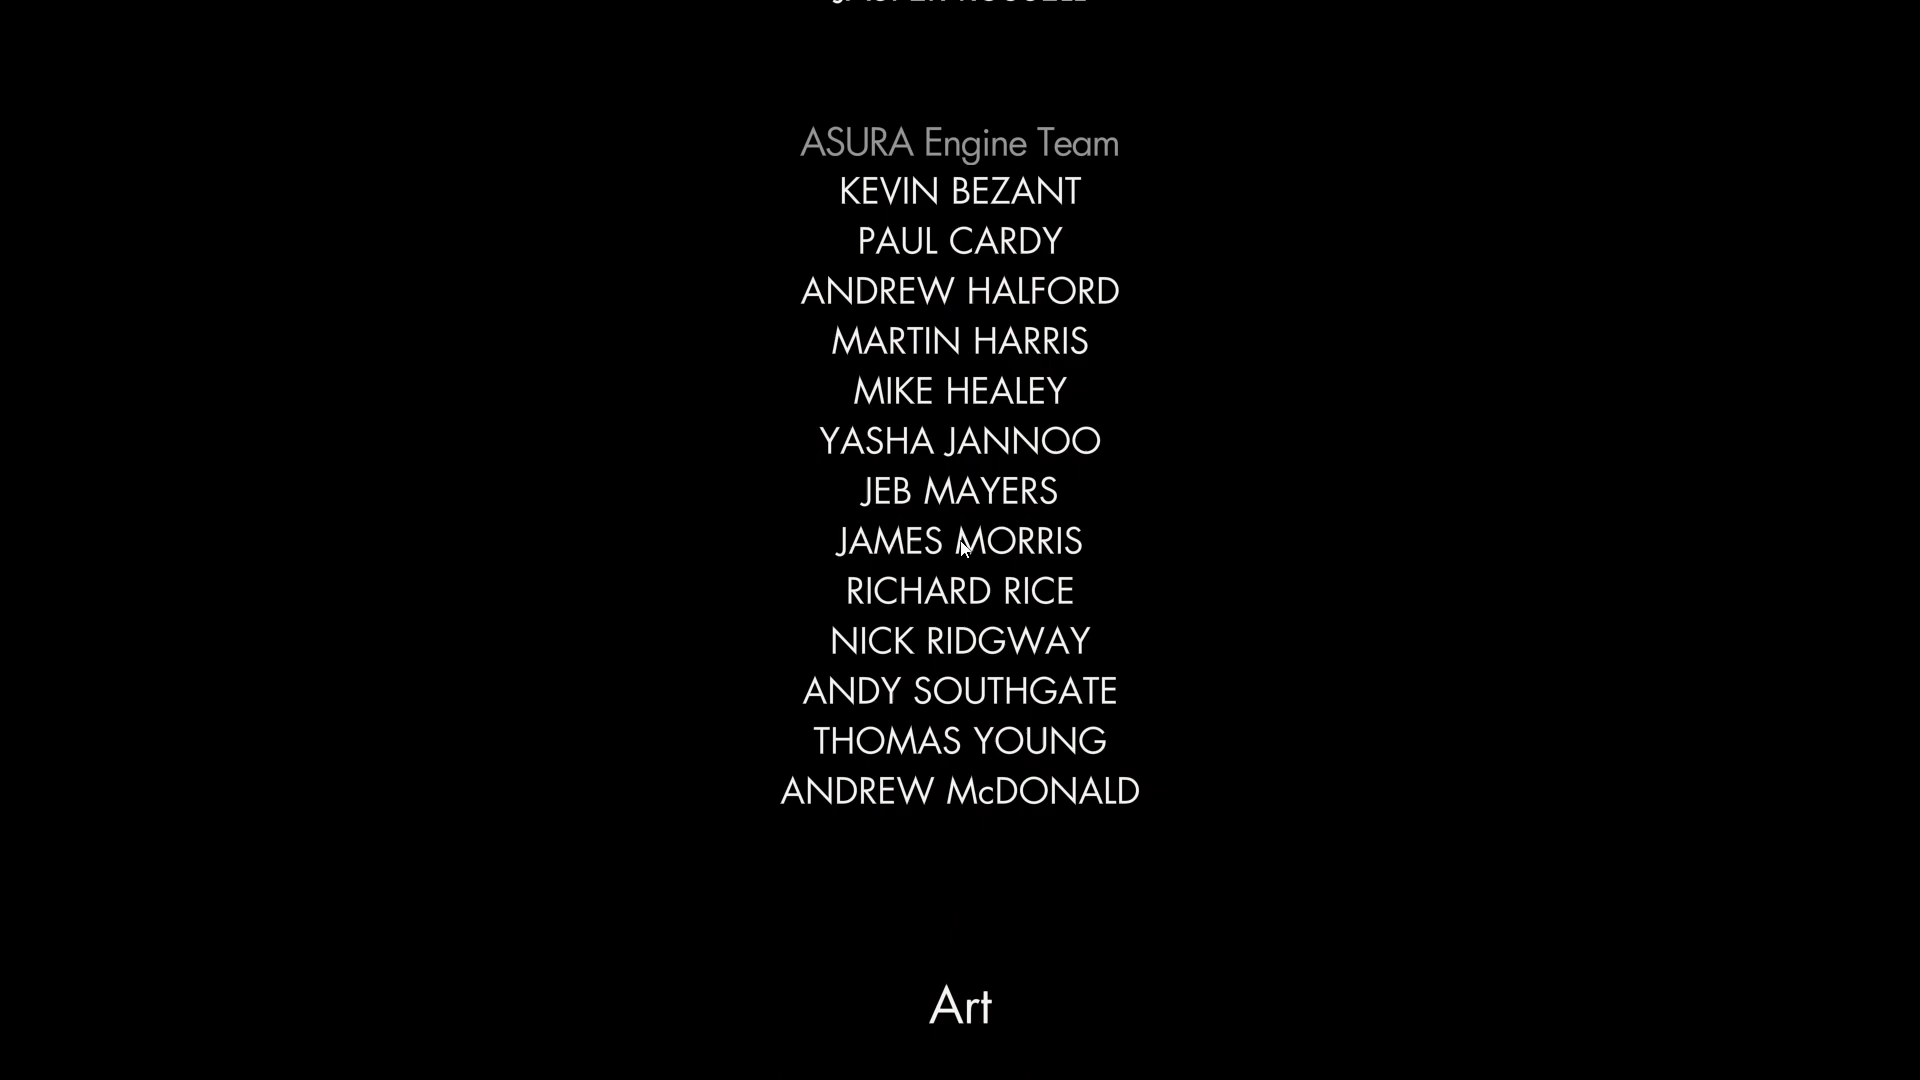 ASURA Engine Team
KEVIN BEZANT
PAUL CARDY
ANDREW HALFORD
MARTIN HARRIS
MIKE HEALEY
YASHA JANNOO
JEB MAYERS
JAMES MORRIS
RICHARD RICE
NICK RIDGWAY
ANDY SOUTHGATE
THOMAS YOUNG
ANDREW McDONALD
Art